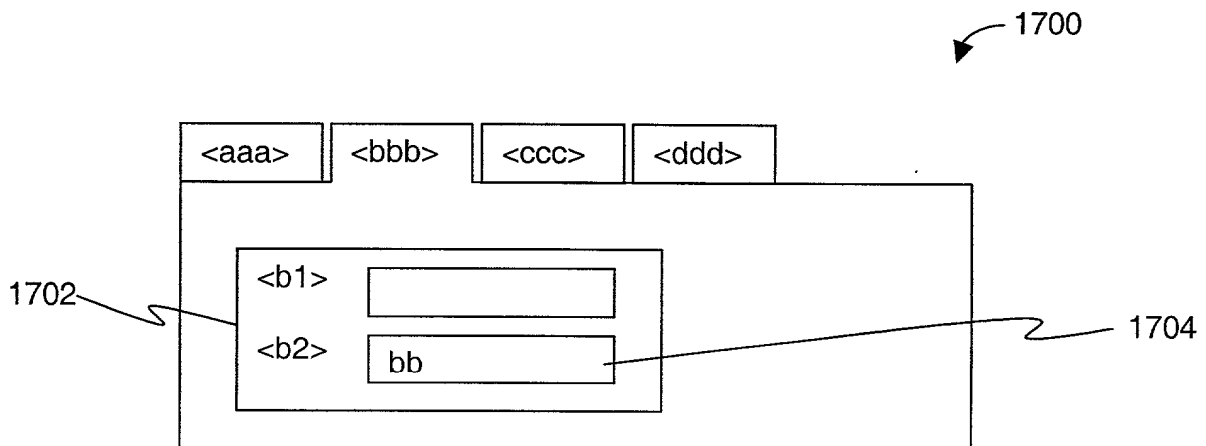 1700
<aaa> <bbb> <ccc> <ddd>
<b1>
1702
<b2> bb
1704